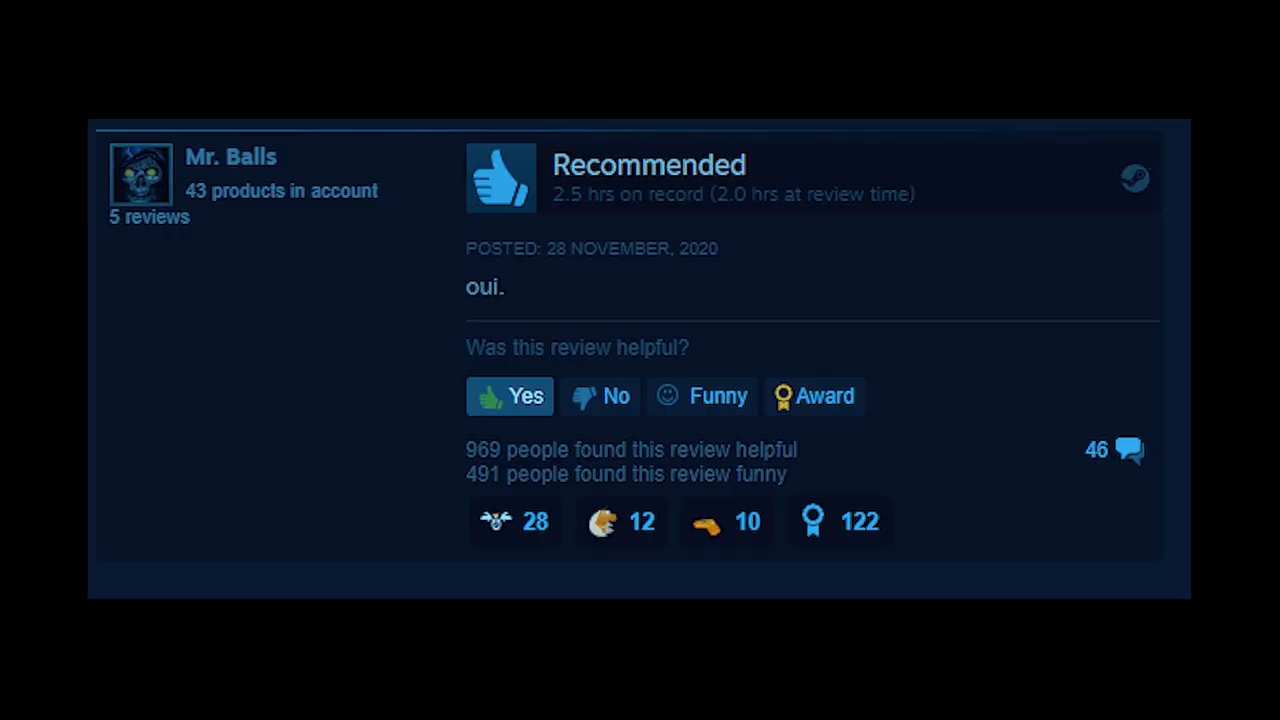 Mr. Balls
43 products in account
5 reviews
Recommended
2.5 hrs on record (2.0 hrs at review time)
POSTED: 28 NOVEMBER, 2020
oui.
Was this review helpful?
Yes No Funny Award
969 people found this review helpful
46
491 people found this review funny
28 12 10 122